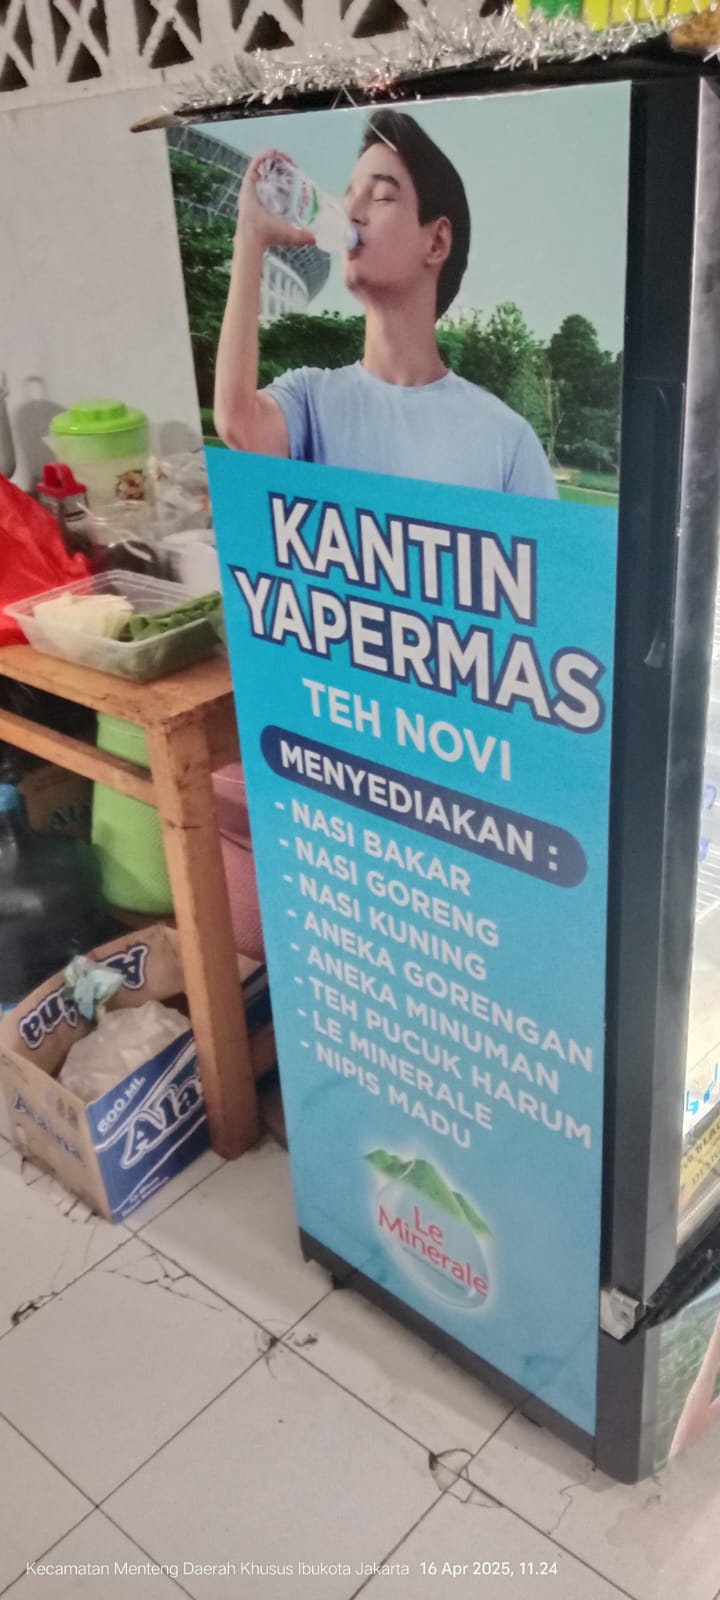 KANTIN
YAPERMAS
TEH NOVI
MENYEDIAKAN :
- NASI BAKAR
- NASI GORENG
- NASI KUNING
- ANEKA GORENGAN
- ANEKA MINUMAN
- TEH PUCUK HARUM
- LE MINERALE
- NIPIS MADU
Le
Minerale
600 ML
Kecamatan Menteng Daerah Khusus Ibukota Jakarta 16 Apr 2025, 11.24